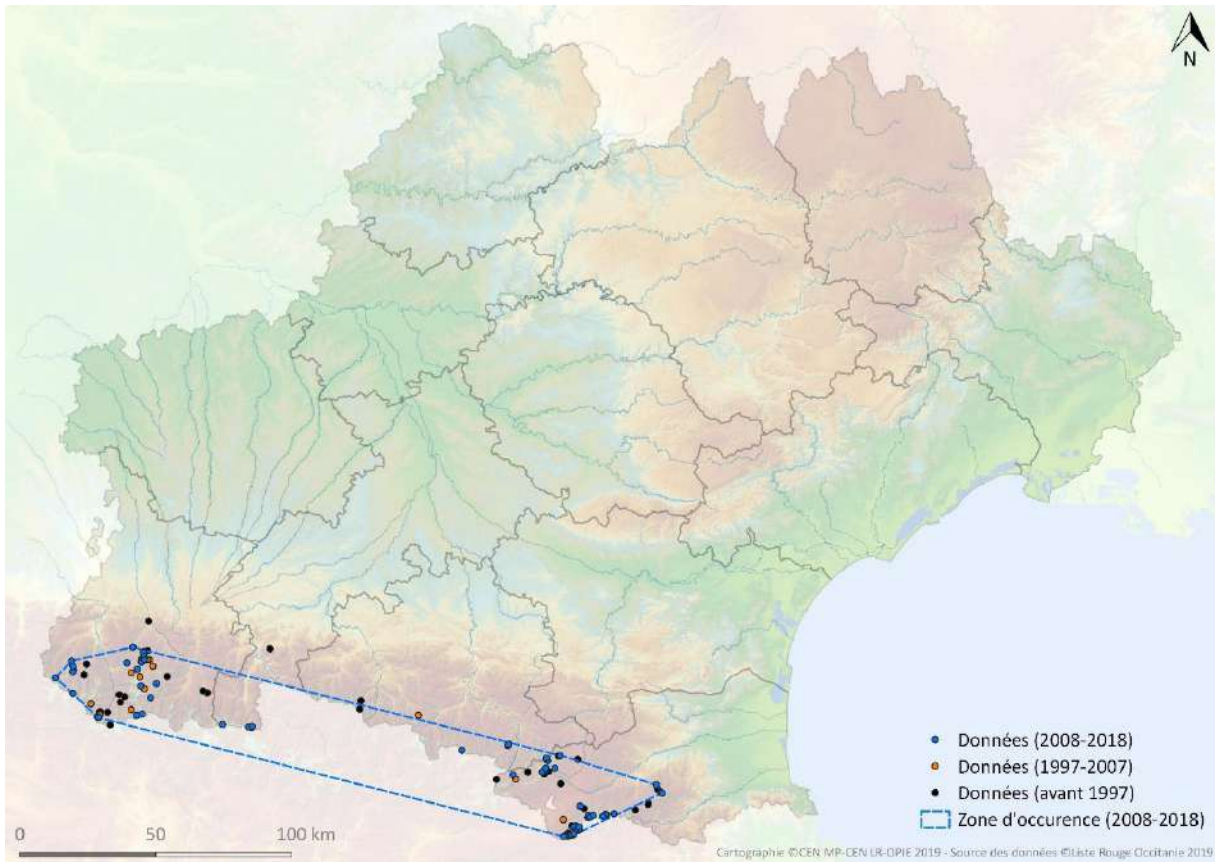 N
Données (2008-2018)
Données (1997-2007)
Données (avant 1997)
Zone d'occurence (2008-2018)
0 50 100 km
Cartographie ©CEN MP-CEN LR-OPIE 2019 - Source des données ©Liste Rouge Occitanie 2019